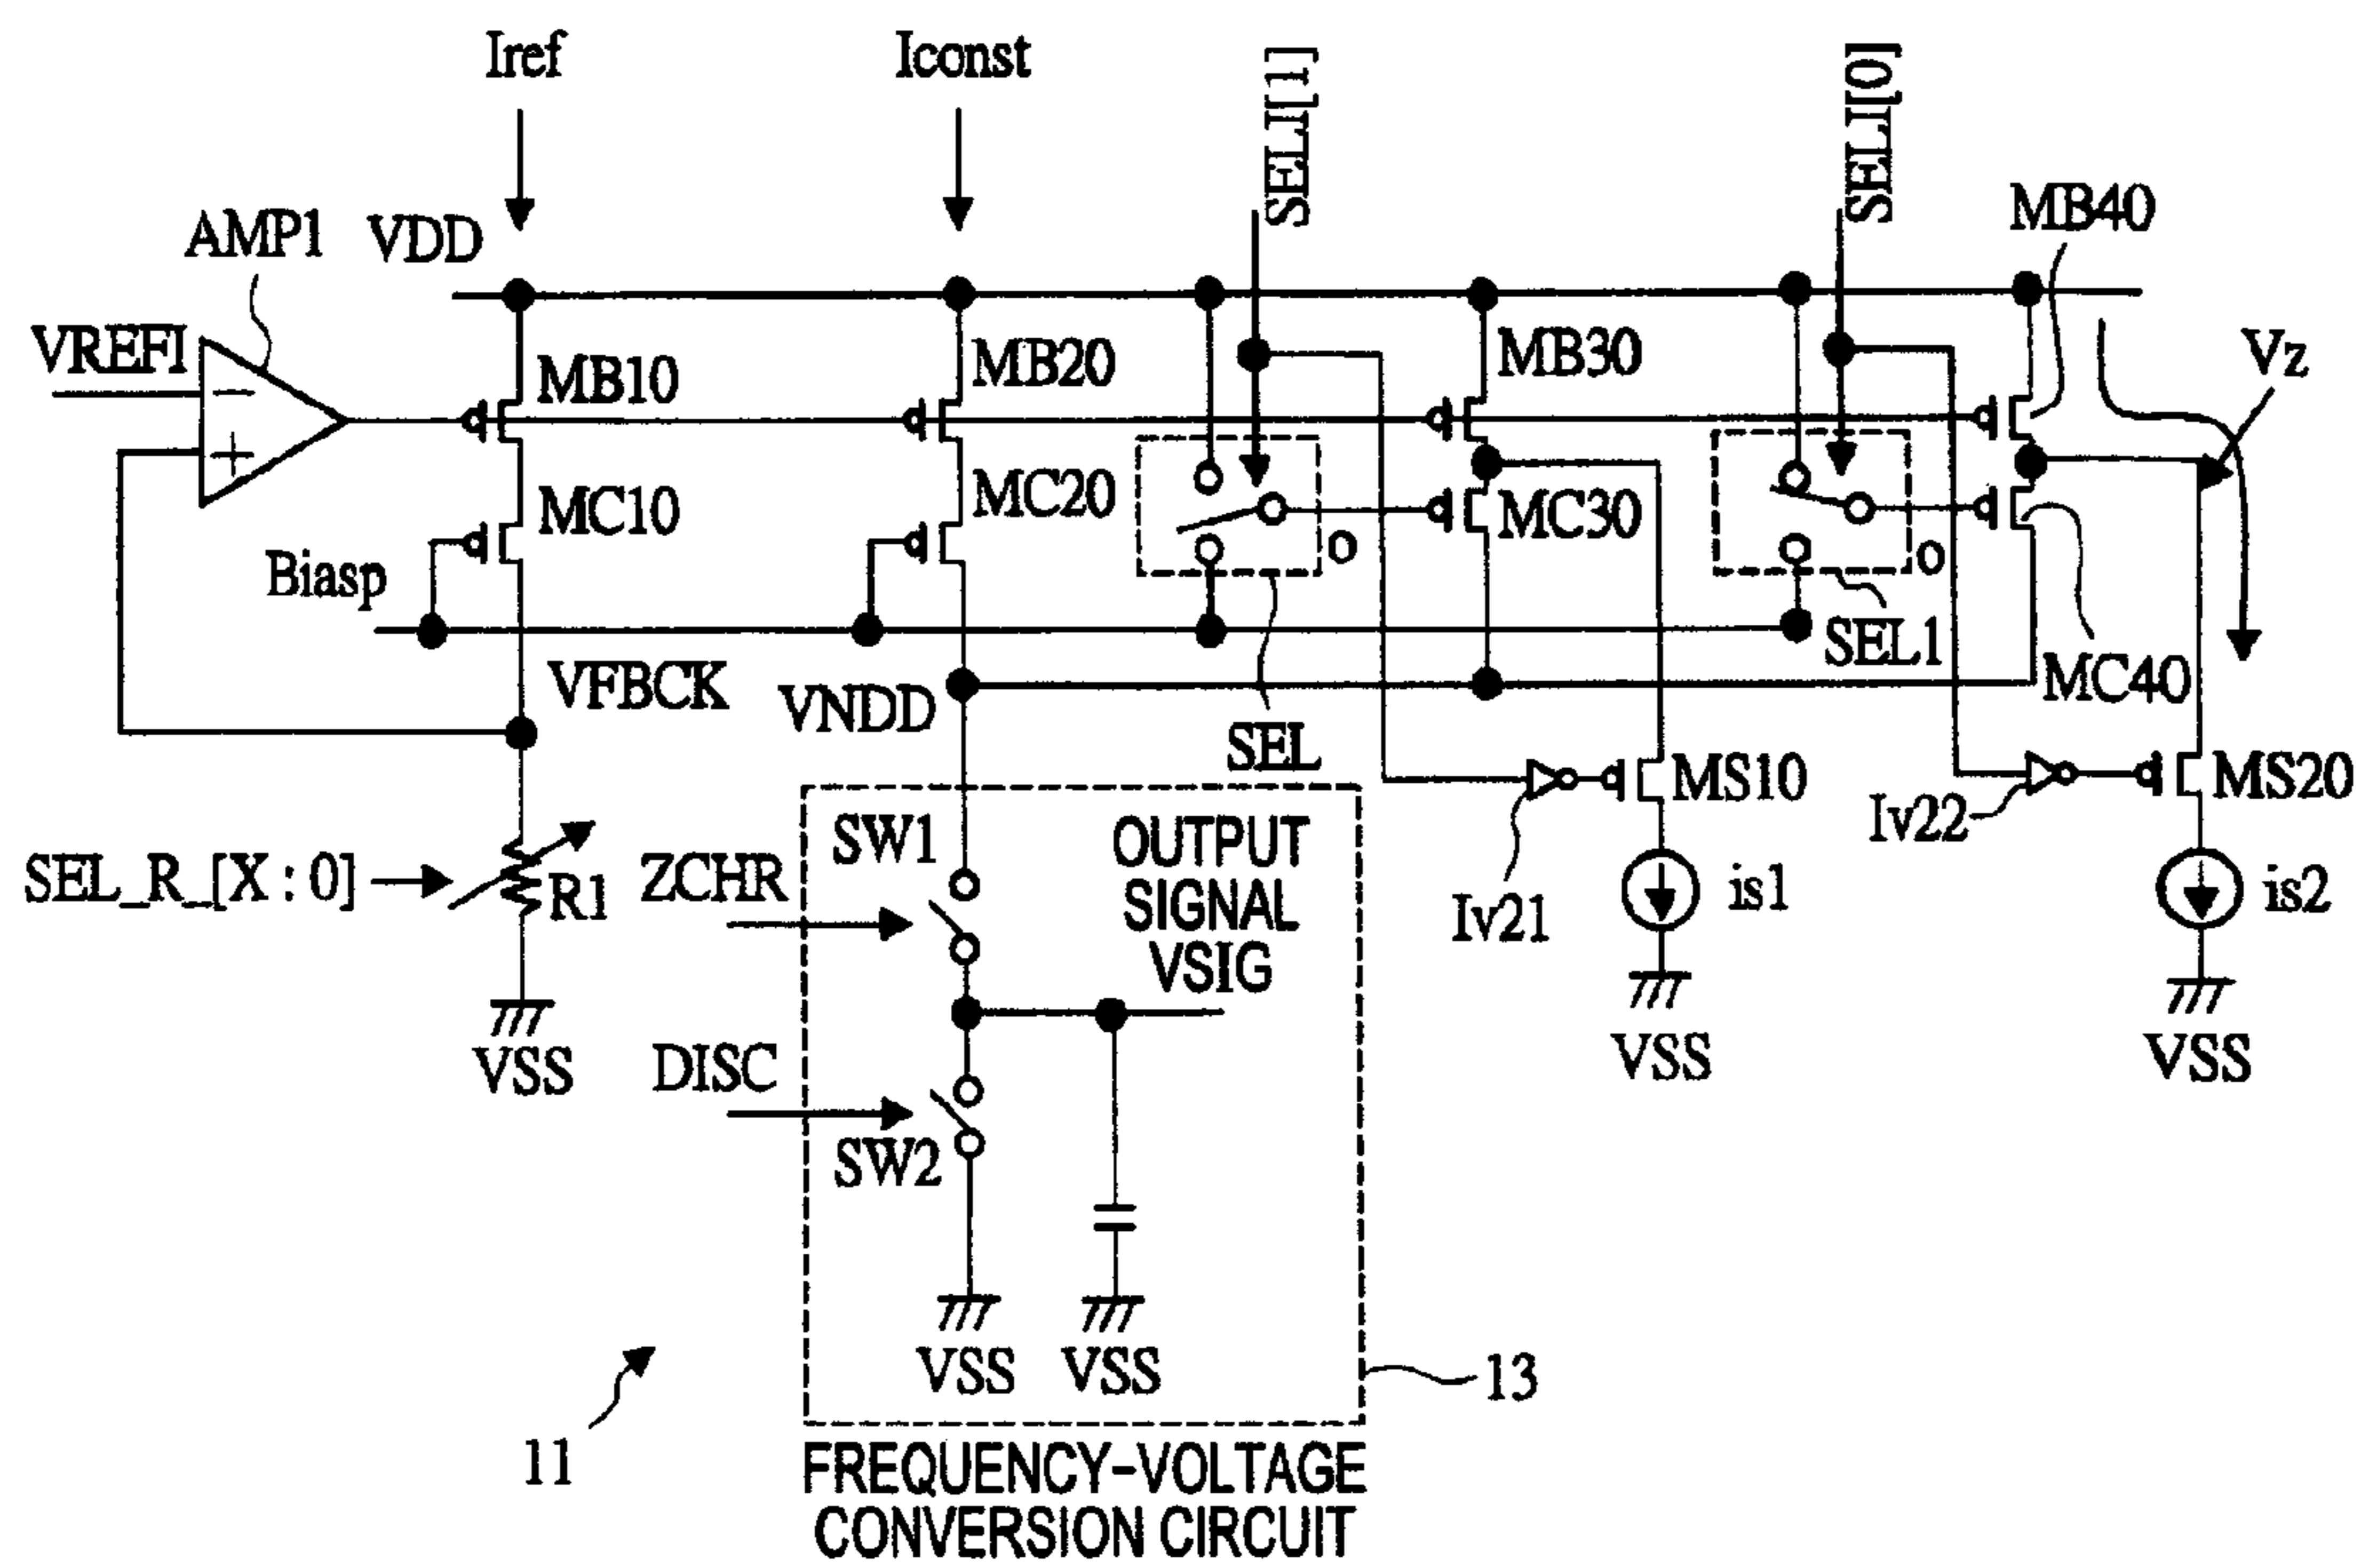 Iref
Iconst
SELI[1]
SELI[0]
MB40
AMP1
VDD
VREFI
−
+
MB10
MB20
MB30
Vz
MC10
MC20
MC30
O
O
Biasp
VFBCK
VNDD
SEL
SEL1
MC40
MS10
MS20
Iv21
Iv22
SEL_R_[X : 0]
R1
ZCHR
SW1
OUTPUT
SIGNAL
VSIG
is1
is2
VSS
DISC
SW2
VSS
VSS
VSS
VSS
13
11
FREQUENCY-VOLTAGE
CONVERSION CIRCUIT